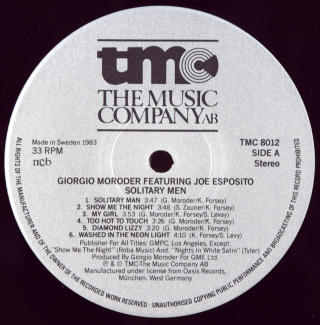 tmc
THE MUSIC
COMPANY AB
Made in Sweden 1983
33 RPM
ncb
TMC 8012
SIDE A
Stereo
GIORGIO MORODER FEATURING JOE ESPOSITO
SOLITARY MEN
1. SOLITARY MAN 3:47 (G. Moroder/K. Forsey)
2. SHOW ME THE NIGHT 3:48 (S. Zauner/K. Forsey)
3. MY GIRL 3:53 (G. Moroder/K. Forsey/S. Levay)
4. TOO HOT TO TOUCH 3:26 (G. Moroder/K. Forsey)
5. DIAMOND LIZZY 3:20 (G. Moroder/K. Forsey)
6. WASHED IN THE NEON LIGHT 4:10 (K. Forsey/S. Levay)
Publisher For All Titles: GMPC, Los Angeles, Except:
"Show Me The Night" (Roba Music) And: "Nights In White Satin" (Tyler)
Produced by Giorgio Moroder For GME Ltd.
℗ & © TMC-The Music Company AB
Manufactured under license from Oasis Records,
München, West Germany
ALL RIGHTS OF THE MANUFACTURER AND OF THE OWNER OF THE RECORDED WORK RESERVED - UNAUTHORISED COPYING PUBLIC PERFORMANCE AND BROADCASTING OF THIS RECORD PROHIBITED